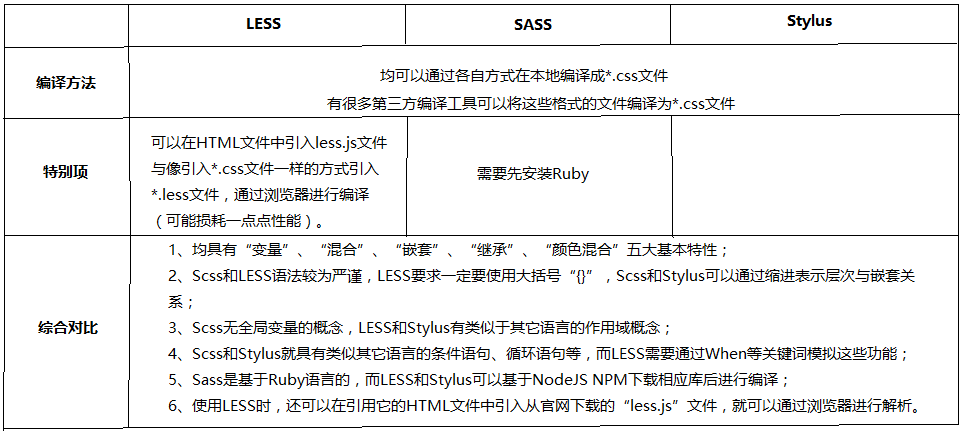 LESS SASS Stylus
编译方法
均可以通过各自方式在本地编译成*.css文件
有很多第三方编译工具可以将这些格式的文件编译为*.css文件
特别项
可以在HTML文件中引入less.js文件
与像引入*.css文件一样的方式引入
*.less文件，通过浏览器进行编译
（可能损耗一点点性能）。
需要先安装Ruby
综合对比
1、均具有“变量”、“混合”、“嵌套”、“继承”、“颜色混合”五大基本特性；
2、Scss和LESS语法较为严谨，LESS要求一定要使用大括号“{}”，Scss和Stylus可以通过缩进表示层次与嵌套关
系；
3、Scss无全局变量的概念，LESS和Stylus有类似于其它语言的作用域概念；
4、Scss和Stylus就具有类似其它语言的条件语句、循环语句等，而LESS需要通过When等关键词模拟这些功能；
5、Sass是基于Ruby语言的，而LESS和Stylus可以基于NodeJS NPM下载相应库后进行编译；
6、使用LESS时，还可以在引用它的HTML文件中引入从官网下载的“less.js”文件，就可以通过浏览器进行解析。